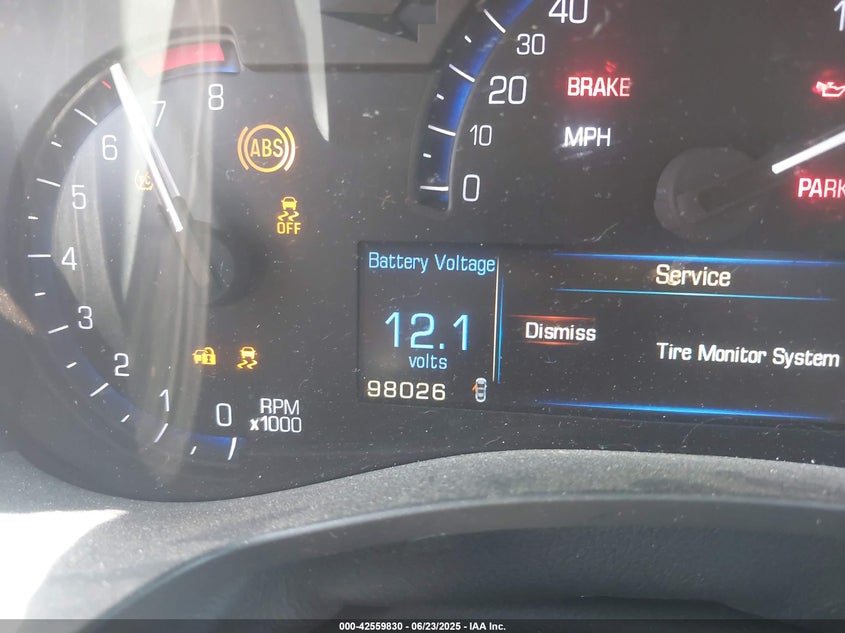 40
30
20
10
0
MPH
BRAKE
8
7
6
5
4
3
2
1
0
RPM
x1000
ABS
OFF
Battery Voltage
12.1
volts
98026
Service
Dismiss
Tire Monitor System
000-42559830 - 06/23/2025 - IAA Inc.